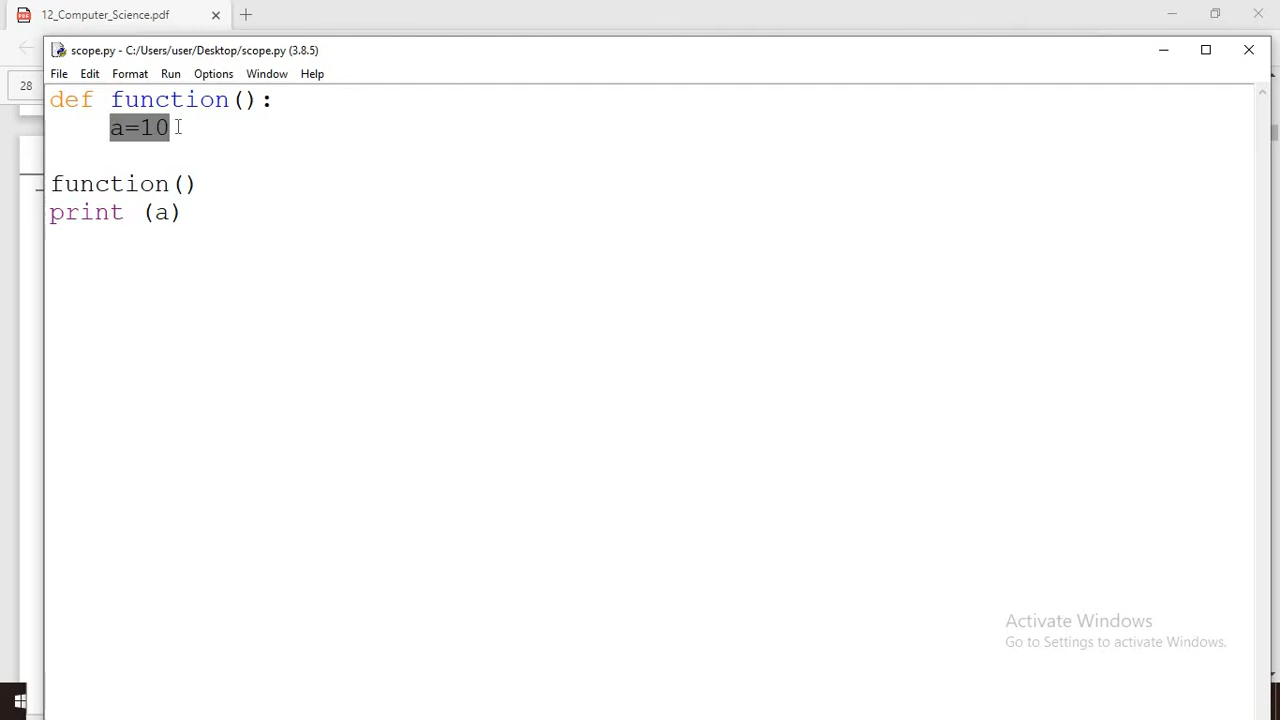 12_Computer_Science.pdf
scope.py - C:/Users/user/Desktop/scope.py (3.8.5)
File Edit Format Run Options Window Help
28
def function():
    a=10
function()
print (a)
Activate Windows
Go to Settings to activate Windows.